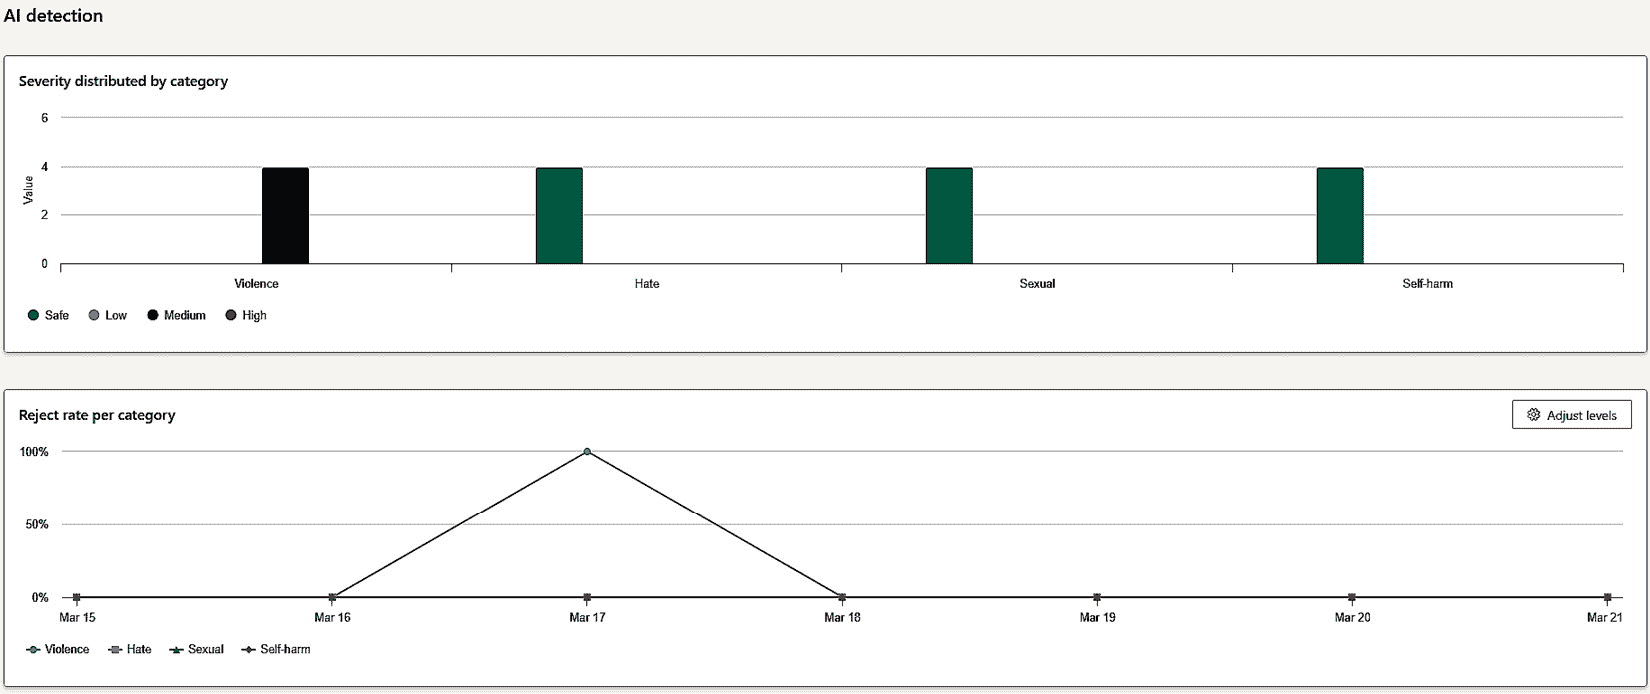 AI detection
Severity distributed by category
6
4
2
0
Value
Violence Hate Sexual Self-harm
Safe Low Medium High
Reject rate per category
Adjust levels
100%
50%
0%
Mar 15 Mar 16 Mar 17 Mar 18 Mar 19 Mar 20 Mar 21
Violence Hate Sexual Self-harm